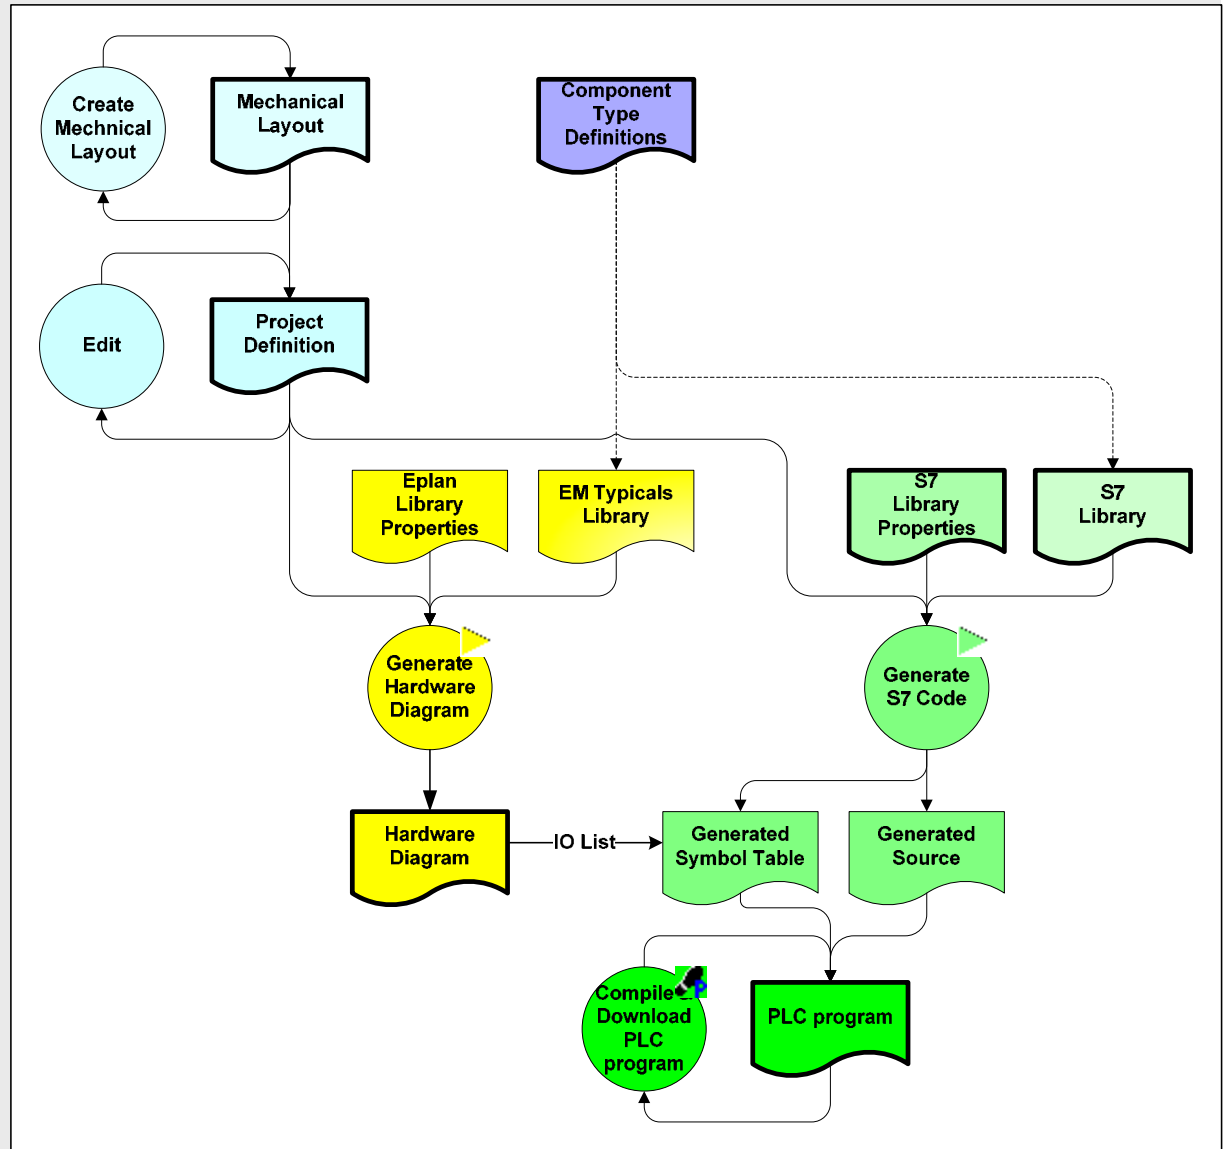 Create
Mechnical
Layout
Mechanical
Layout
Component
Type
Definitions
Edit
Project
Definition
Eplan
Library
Properties
EM Typicals
Library
S7
Library
Properties
S7
Library
Generate
Hardware
Diagram
Generate
S7 Code
Hardware
Diagram
IO List
Generated
Symbol Table
Generated
Source
Compile &
Download
PLC
program
P
PLC program